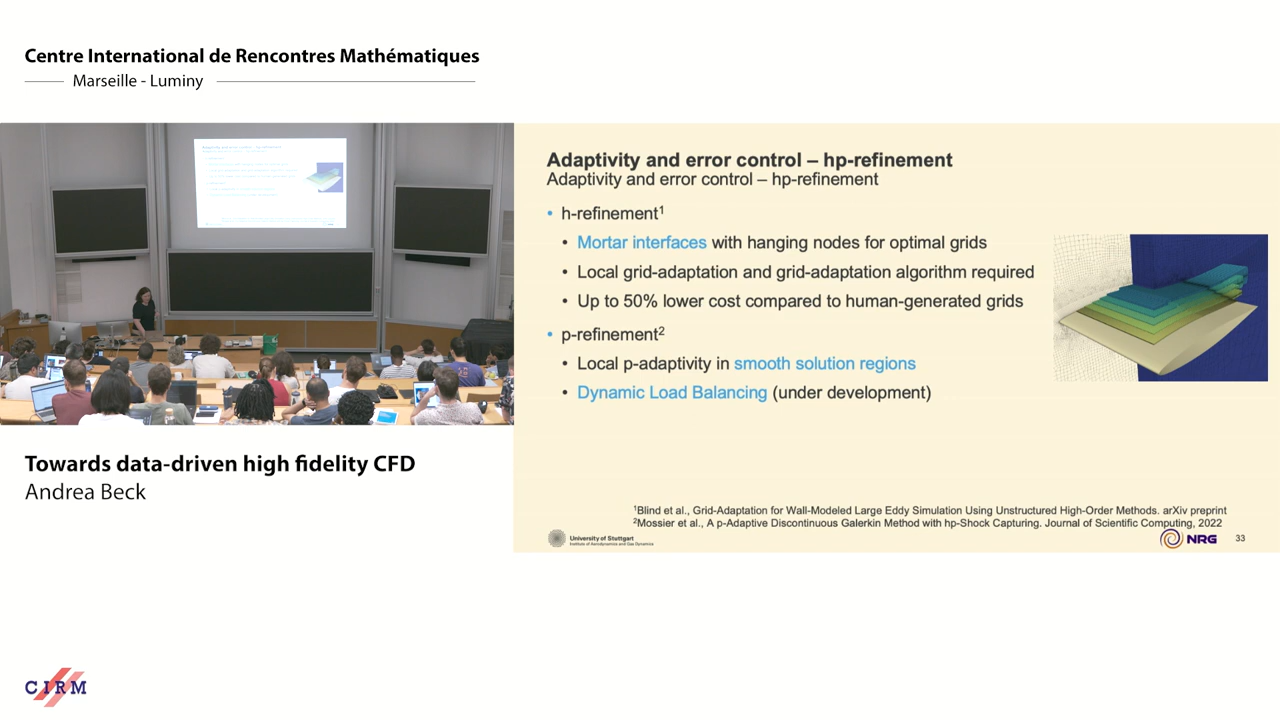 Centre International de Rencontres Mathématiques
Marseille - Luminy
Adaptivity and error control – hp-refinement
Adaptivity and error control – hp-refinement
• h-refinement¹
• Mortar interfaces with hanging nodes for optimal grids
• Local grid-adaptation and grid-adaptation algorithm required
• Up to 50% lower cost compared to human-generated grids
• p-refinement²
• Local p-adaptivity in smooth solution regions
• Dynamic Load Balancing (under development)
¹Blind et al., Grid-Adaptation for Wall-Modeled Large Eddy Simulation Using Unstructured High-Order Methods. arXiv preprint
²Mossier et al., A p-Adaptive Discontinuous Galerkin Method with hp-Shock Capturing. Journal of Scientific Computing, 2022
University of Stuttgart
Institute of Aerodynamics and Gas Dynamics
NRG
33
Towards data-driven high fidelity CFD
Andrea Beck
CIRM